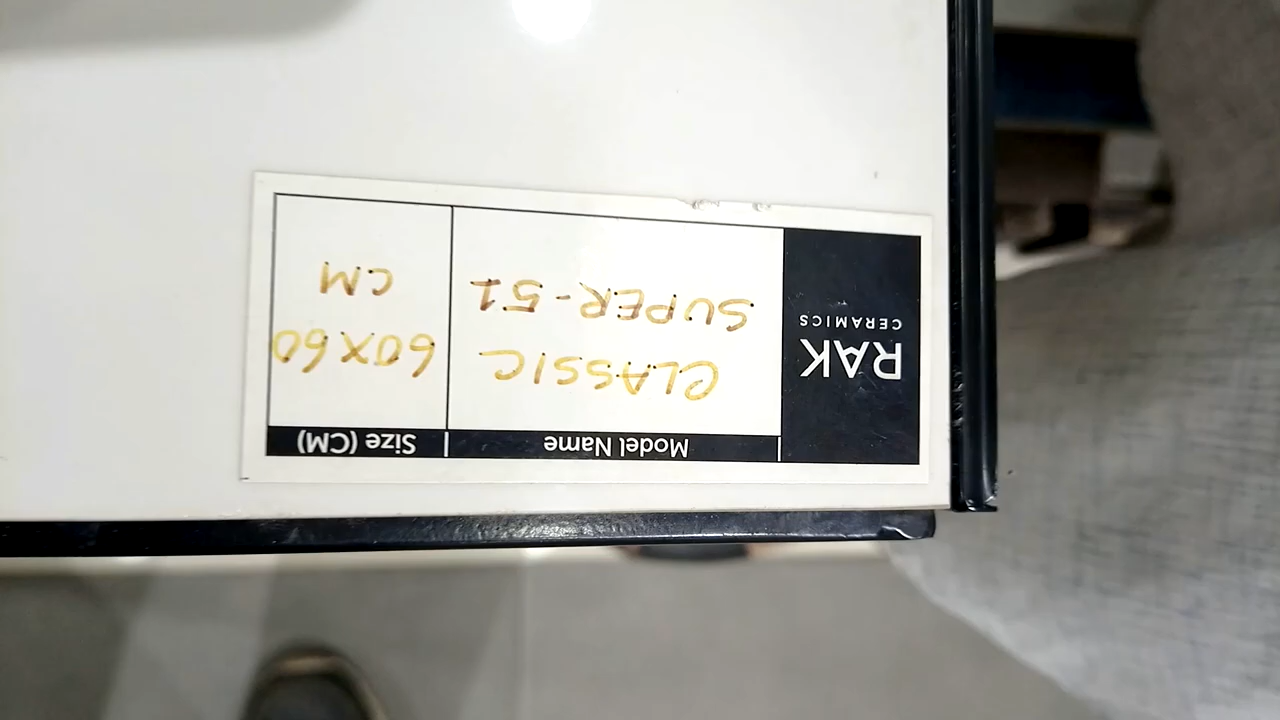 RAK
CERAMICS
Model Name
Size (CM)
CLASSIC
SUPER-51
60X60
CM